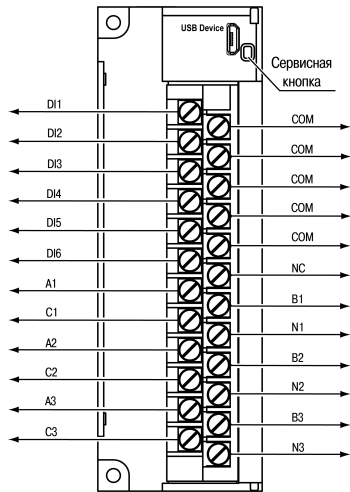 USB Device
Сервисная
кнопка
DI1
COM
DI2
COM
DI3
COM
DI4
COM
DI5
COM
DI6
NC
A1
B1
C1
N1
A2
B2
C2
N2
A3
B3
C3
N3